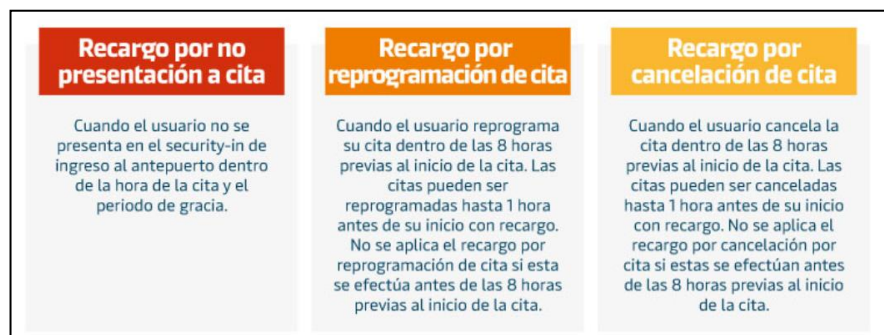 Recargo por no
presentación a cita
Cuando el usuario no se
presenta en el security-in de
ingreso al antepuerto dentro
de la hora de la cita y el
periodo de gracia.
Recargo por
reprogramación de cita
Cuando el usuario reprograma
su cita dentro de las 8 horas
previas al inicio de la cita. Las
citas pueden ser
reprogramadas hasta 1 hora
antes de su inicio con recargo.
No se aplica el recargo por
reprogramación de cita si esta
se efectúa antes de las 8 horas
previas al inicio de la cita.
Recargo por
cancelación de cita
Cuando el usuario cancela la
cita dentro de las 8 horas
previas al inicio de la cita. Las
citas pueden ser canceladas
hasta 1 hora antes de su inicio
con recargo. No se aplica el
recargo por cancelación por
cita si estas se efectúan antes
de las 8 horas previas al inicio
de la cita.